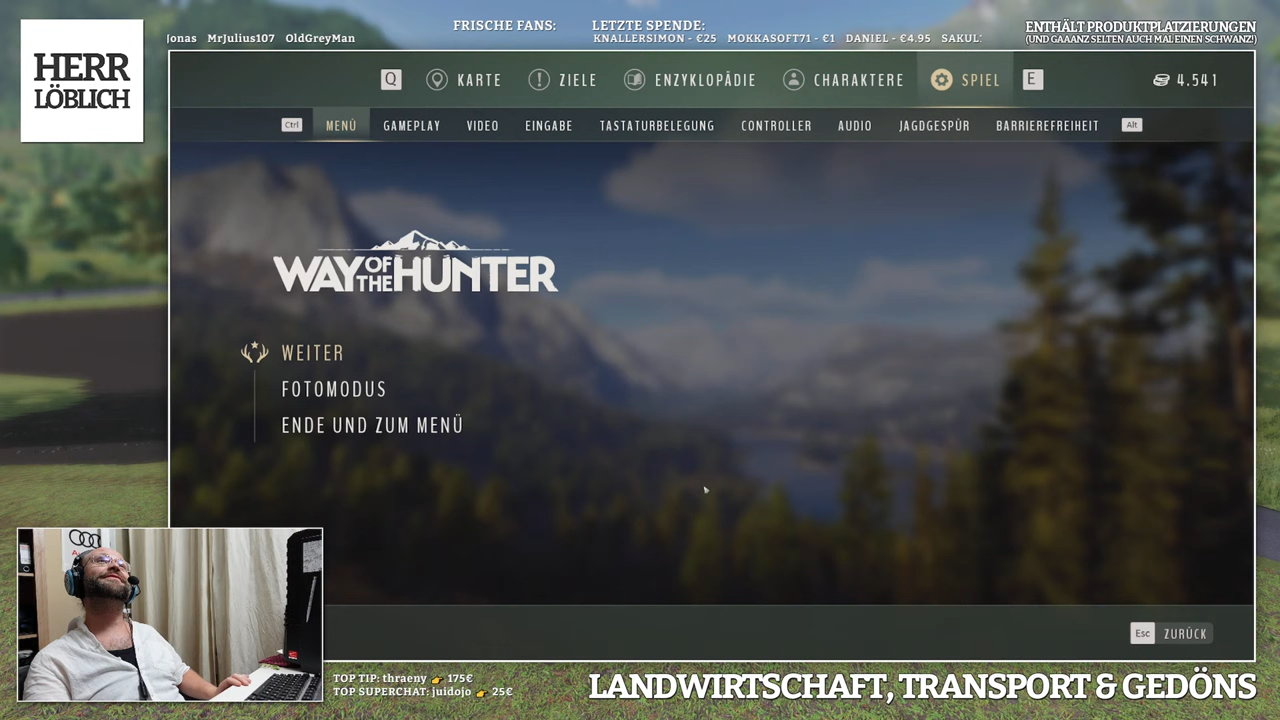 HERR
LÖBLICH
Jonas MrJulius107 OldGreyMan
FRISCHE FANS:
LETZTE SPENDE:
KNALLERSIMON - €25 MOKKASOFT71 - €1 DANIEL - €4.95 SAKUL:
ENTHÄLT PRODUKTPLATZIERUNGEN
(UND GAAANZ SELTEN AUCH MAL EINEN SCHWANZ!)
Q KARTE ZIELE ENZYKLOPÄDIE CHARAKTERE SPIEL E 4.541
Ctrl MENÜ GAMEPLAY VIDEO EINGABE TASTATURBELEGUNG CONTROLLER AUDIO JAGDGESPÜR BARRIEREFREIHEIT Alt
WAY OF THE HUNTER
WEITER
FOTOMODUS
ENDE UND ZUM MENÜ
Esc ZURÜCK
TOP TIP: thraeny 👉 175€
TOP SUPERCHAT: juidojo 👉 25€
LANDWIRTSCHAFT, TRANSPORT & GEDÖNS